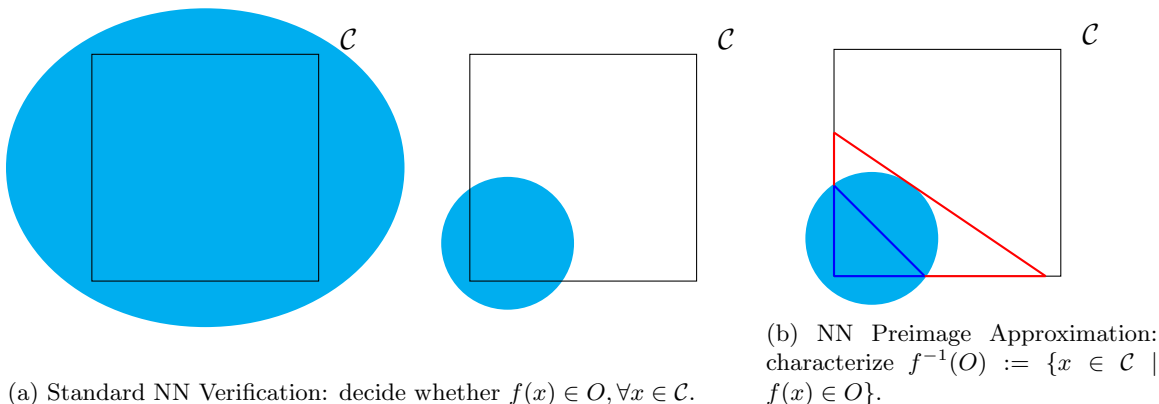 𝒞
𝒞
𝒞
(a) Standard NN Verification: decide whether f(x) ∈ O, ∀x ∈ 𝒞.
(b) NN Preimage Approximation:
characterize f⁻¹(O) := {x ∈ 𝒞 |
f(x) ∈ O}.